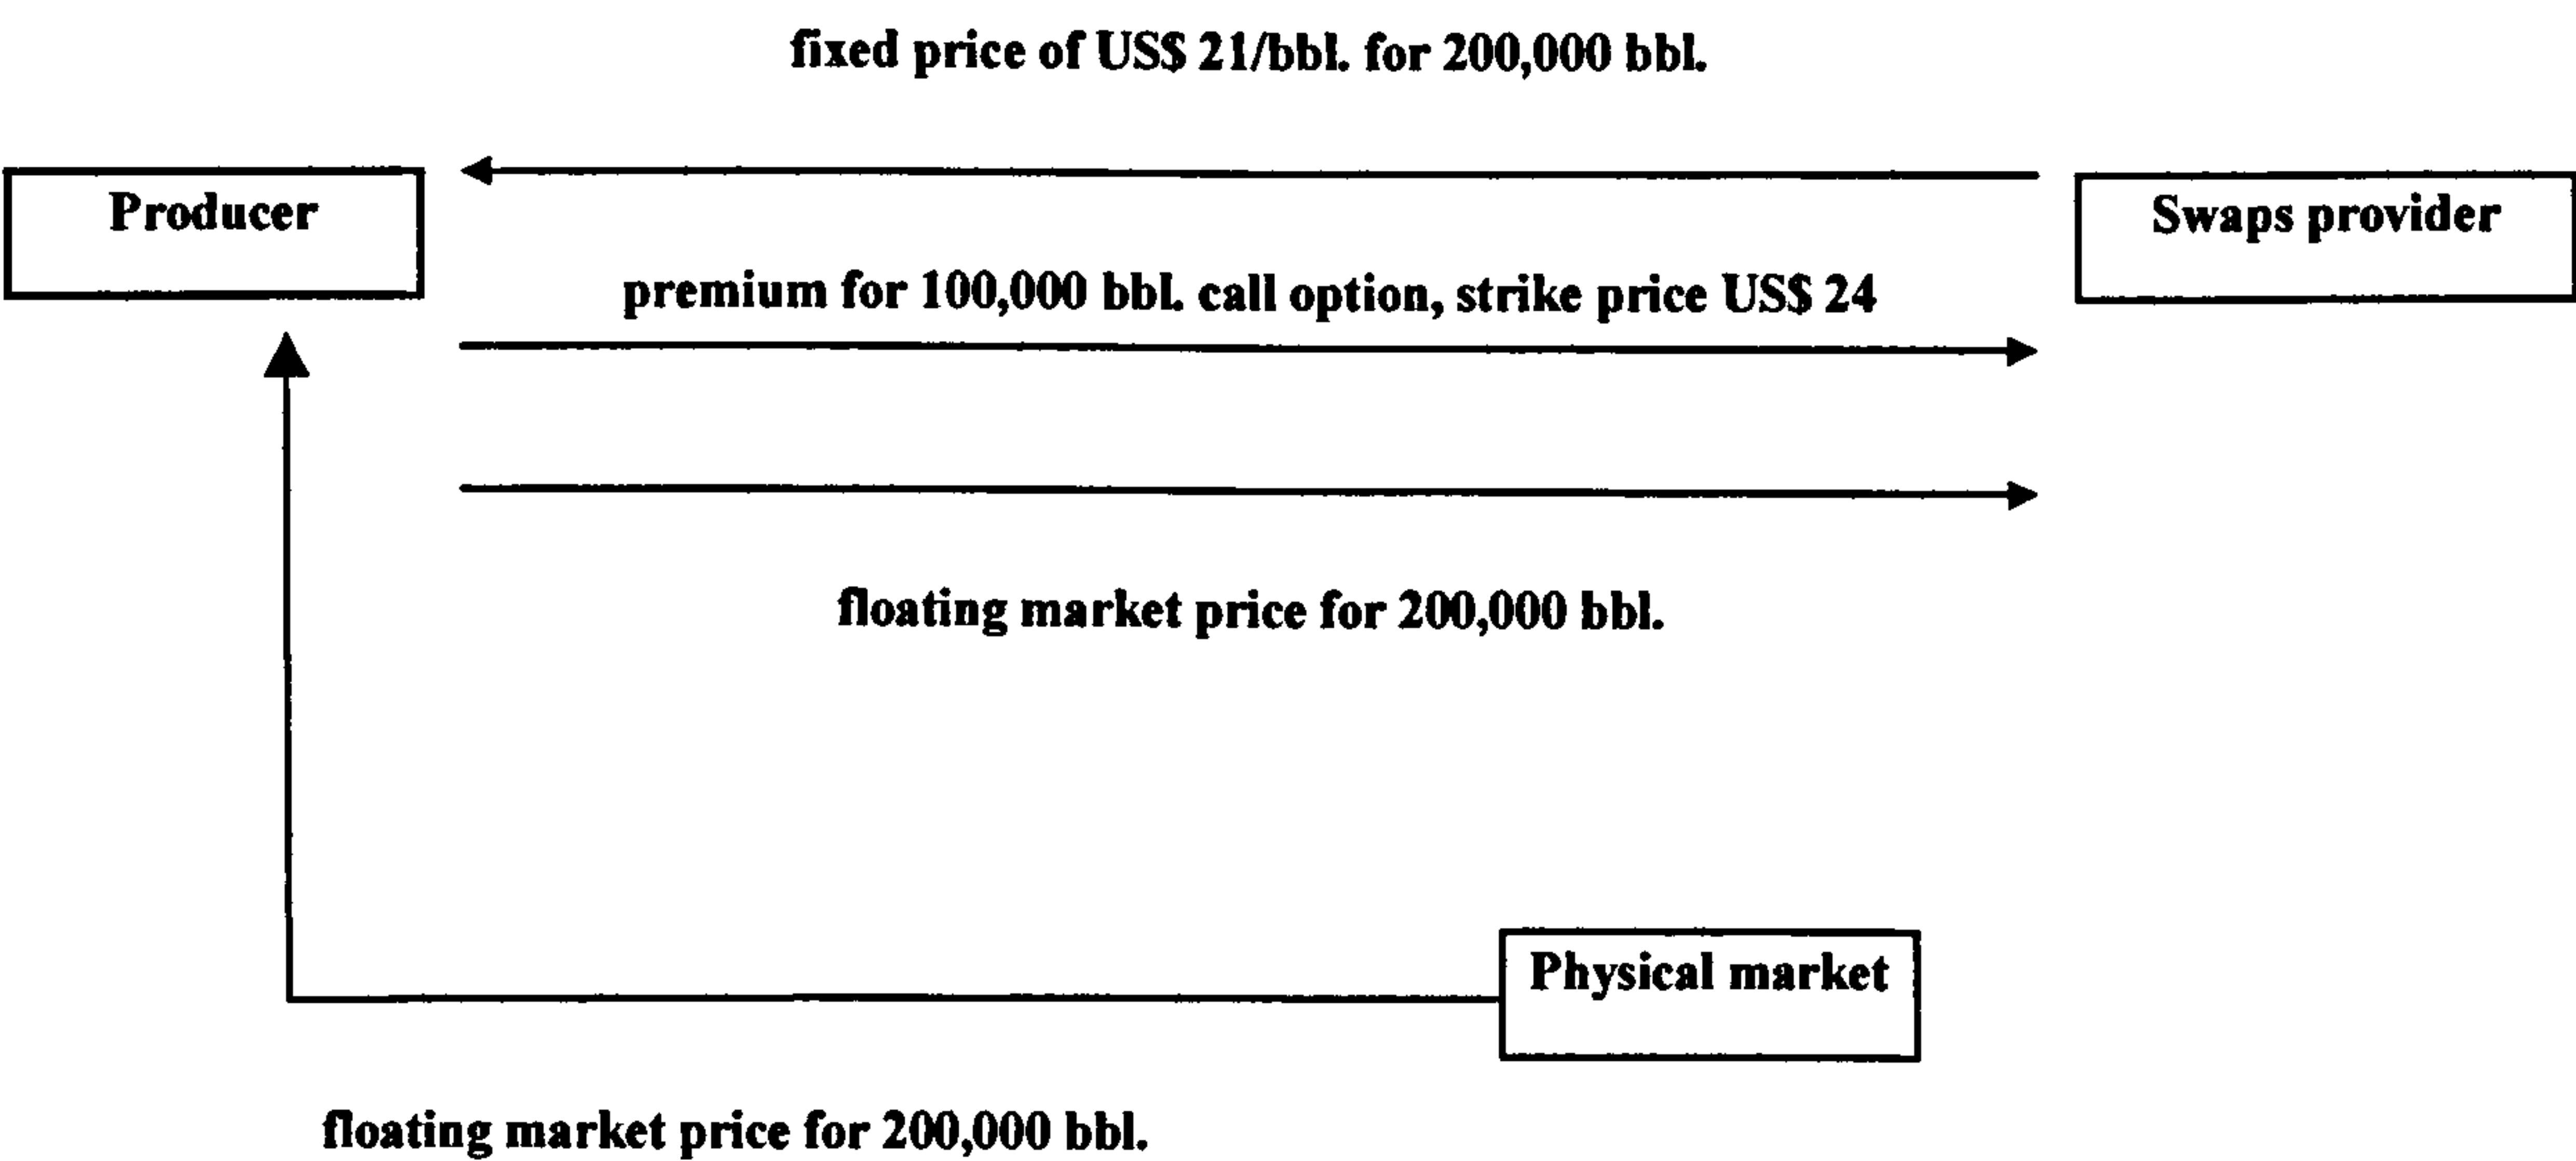 fixed price of US$ 21/bbl. for 200,000 bbl.
Producer
Swaps provider
premium for 100,000 bbl. call option, strike price US$ 24
floating market price for 200,000 bbl.
Physical market
floating market price for 200,000 bbl.